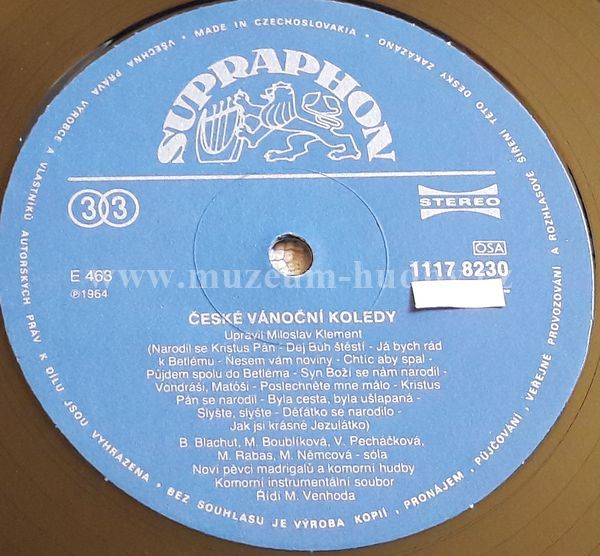 VŠECHNA PRÁVA VÝROBCE A VLASTNÍKŮ AUTORSKÝCH PRÁV K DÍLU JSOU VYHRAZENA • BEZ SOUHLASU JE VÝROBA KOPIÍ, PRONÁJEM, PŮJČOVÁNÍ, VEŘEJNÉ PROVOZOVÁNÍ A ROZHLASOVÉ ŠÍŘENÍ TÉTO DESKY ZAKÁZÁNO • MADE IN CZECHOSLOVAKIA •
SUPRAPHON
33
STEREO
OSA
E 463
1117 8230
℗1964
www.muzeum-hudby.cz
ČESKÉ VÁNOČNÍ KOLEDY
Upravil Miloslav Klement
(Narodil se Kristus Pán - Dej Bůh štěstí - Já bych rád
k Betlému - Nesem vám noviny - Chtíc aby spal -
Půjdem spolu do Betléma - Syn Boží se nám narodil -
Vondráši, Matóši - Poslechněte mne málo - Kristus
Pán se narodil - Byla cesta, byla ušlapaná -
Slyšte, slyšte - Děťátko se narodilo -
Jak jsi krásné Jezulátko)
B. Blachut, M. Boublíková, V. Pecháčková,
M. Rabas, M. Němcová - sóla
Noví pěvci madrigalů a komorní hudby
Komorní instrumentální soubor
Řídí M. Venhoda